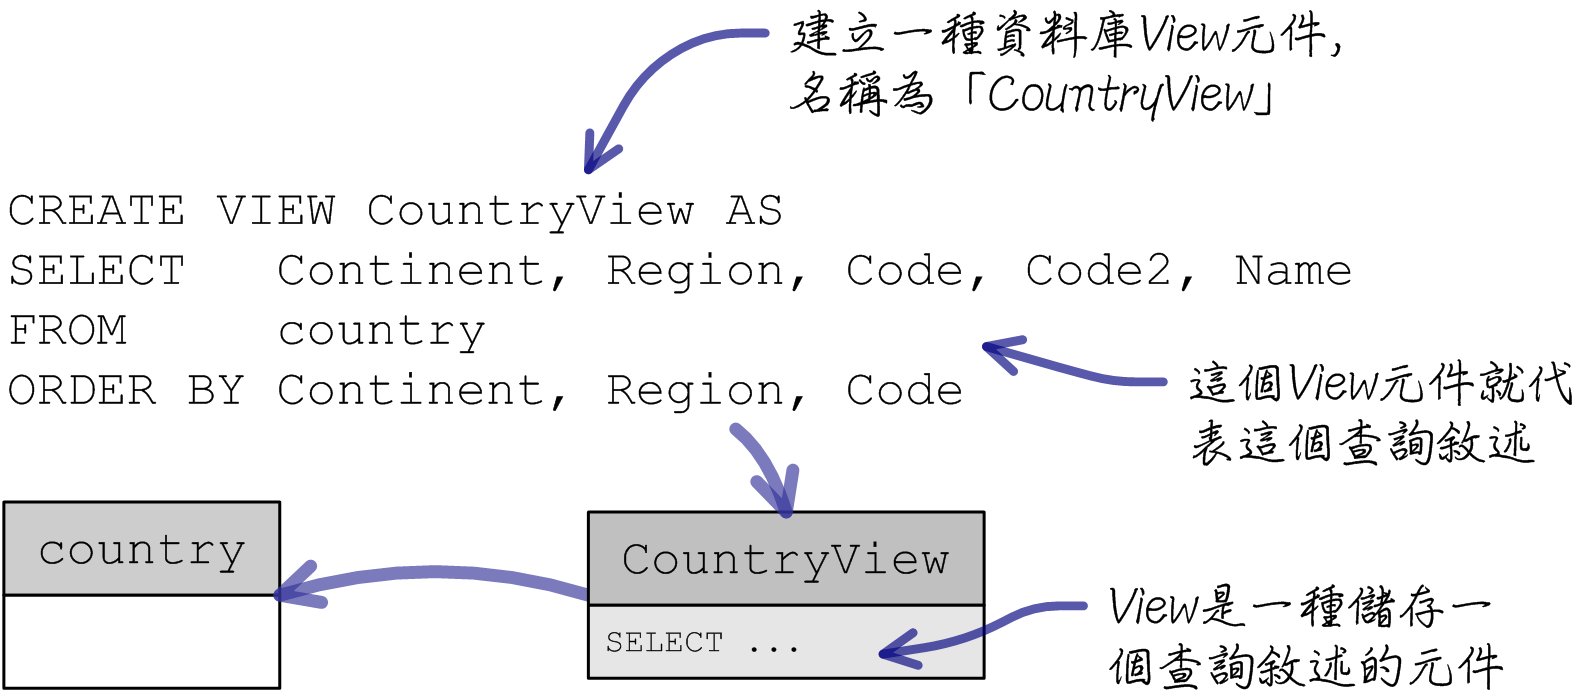 建立一種資料庫View元件,
名稱為「CountryView」
CREATE VIEW CountryView AS
SELECT   Continent, Region, Code, Code2, Name
FROM     country
ORDER BY Continent, Region, Code
這個View元件就代
表這個查詢敘述
country
CountryView
SELECT ...
View是一種儲存一
個查詢敘述的元件